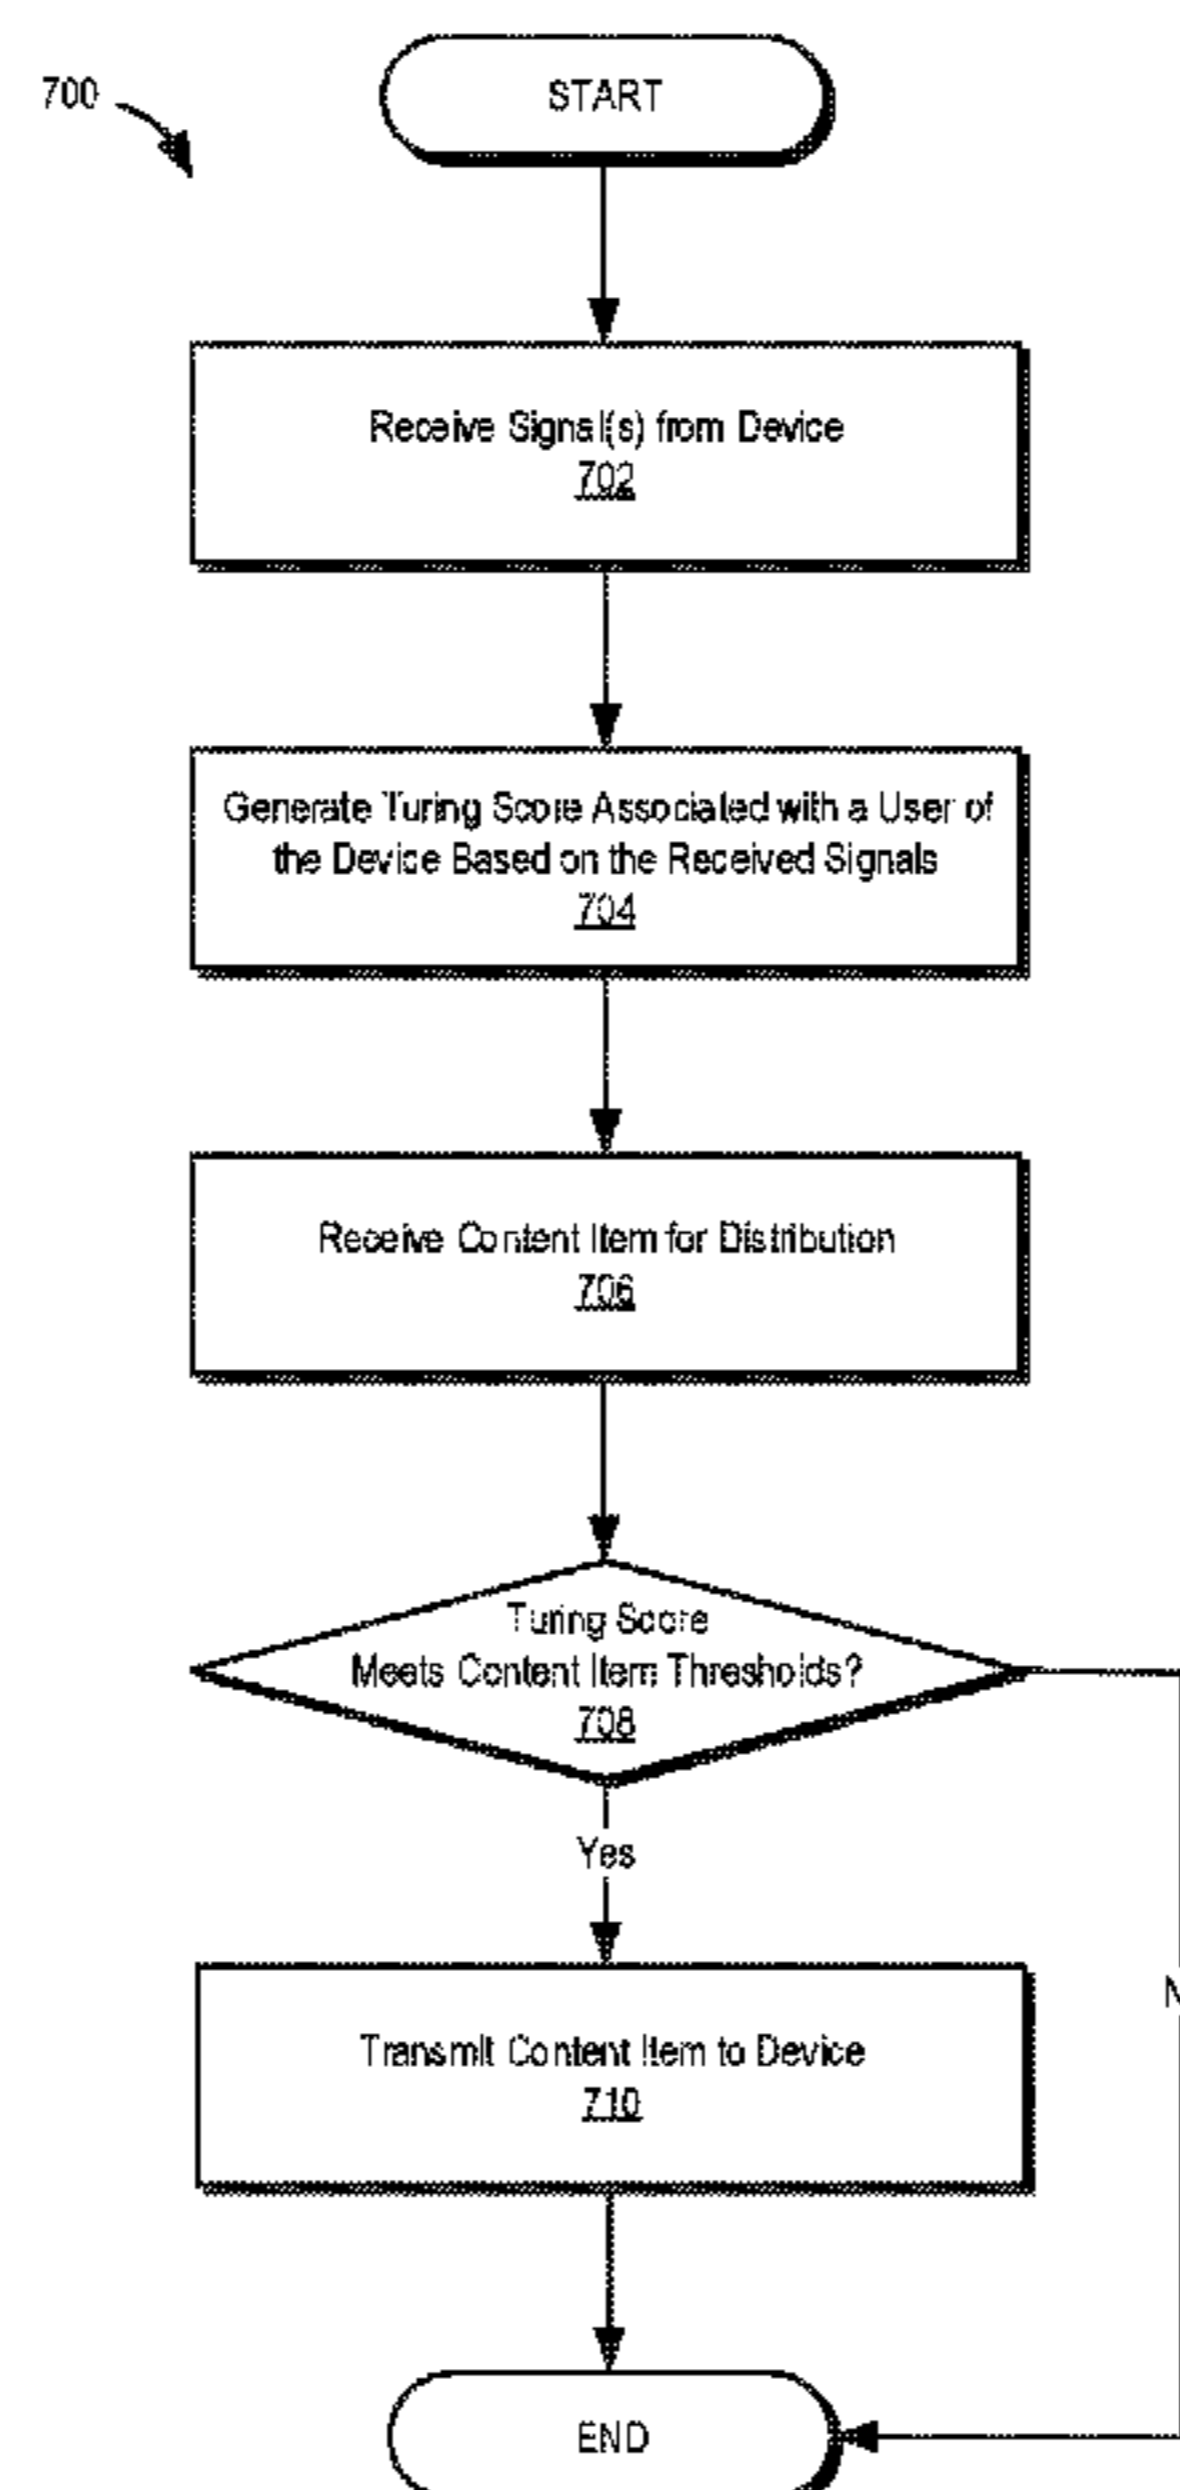 700
START
Receive Signal(s) from Device
702
Generate Turing Score Associated with a User of
the Device Based on the Received Signals
704
Receive Content Item for Distribution
706
Turing Score
Meets Content Item Thresholds?
708
Yes
Transmit Content Item to Device
710
END